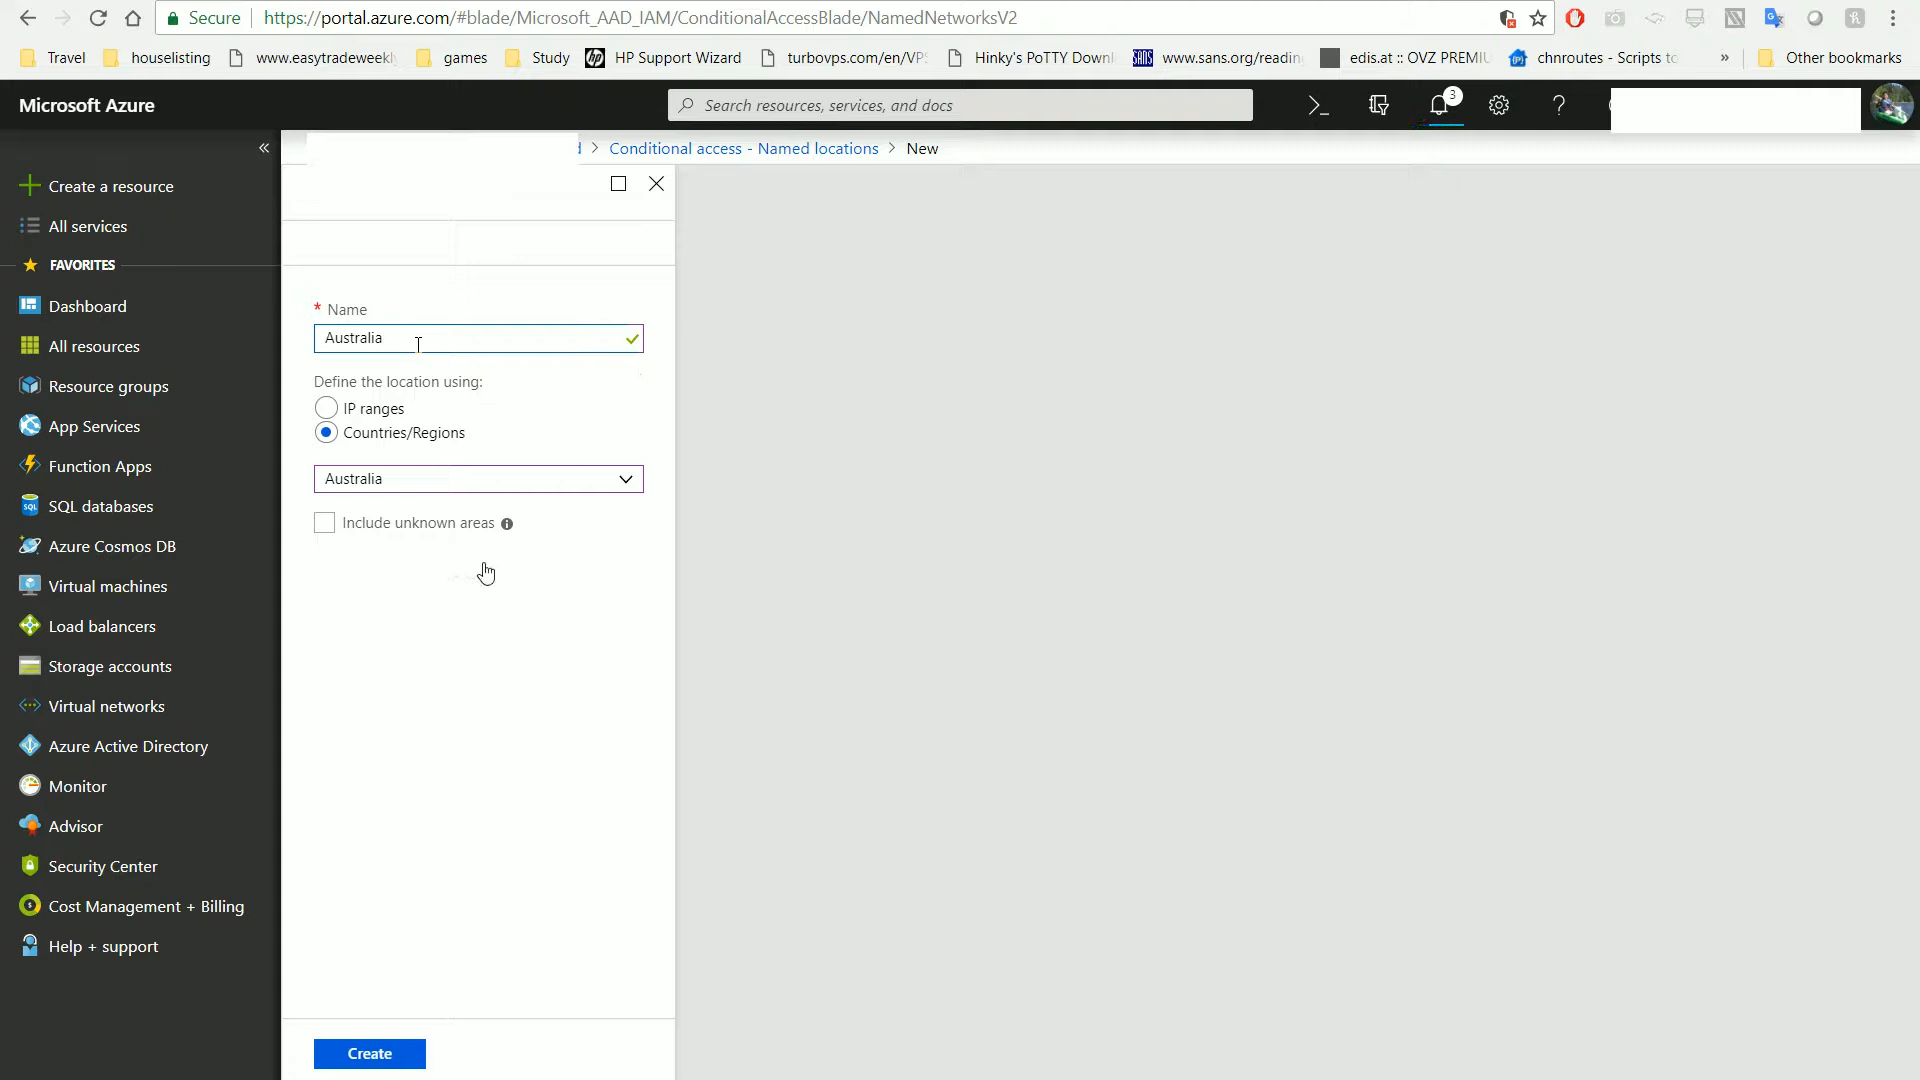 Secure https://portal.azure.com/#blade/Microsoft_AAD_IAM/ConditionalAccessBlade/NamedNetworksV2
Travel houselisting www.easytradeweekl games Study HP Support Wizard turbovps.com/en/VP Hinky's PoTTY Downl www.sans.org/readin edis.at :: OVZ PREMIU chnroutes - Scripts to » Other bookmarks
Microsoft Azure
Search resources, services, and docs
3
?
«
d > Conditional access - Named locations > New
Create a resource
All services
FAVORITES
Dashboard
All resources
Resource groups
App Services
Function Apps
SQL databases
Azure Cosmos DB
Virtual machines
Load balancers
Storage accounts
Virtual networks
Azure Active Directory
Monitor
Advisor
Security Center
Cost Management + Billing
Help + support
* Name
Australia
Define the location using:
IP ranges
Countries/Regions
Australia
Include unknown areas
Create